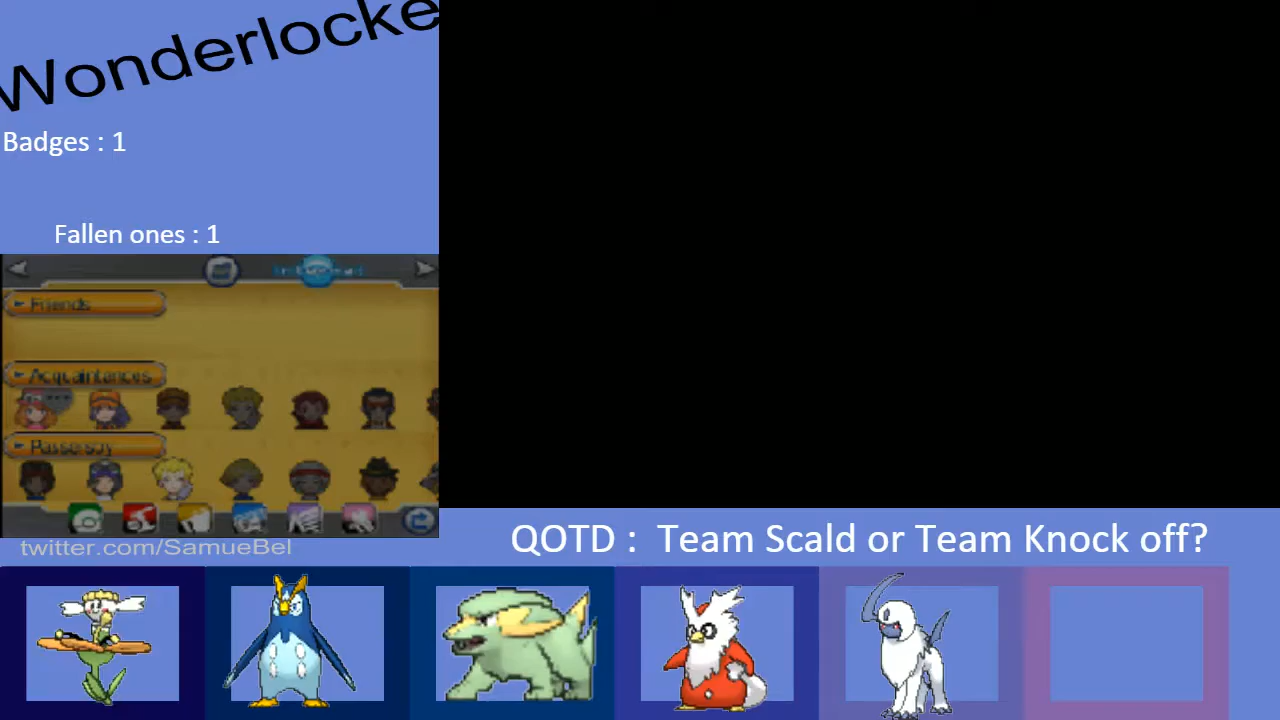 Wonderlocke
Badges : 1
Fallen ones : 1
Friends
Acquaintances
Passersby
twitter.com/SamueBel
QOTD : Team Scald or Team Knock off?